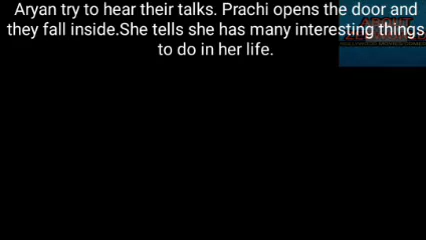 Aryan try to hear their talks. Prachi opens the door and
they fall inside.She tells she has many interesting things
to do in her life.